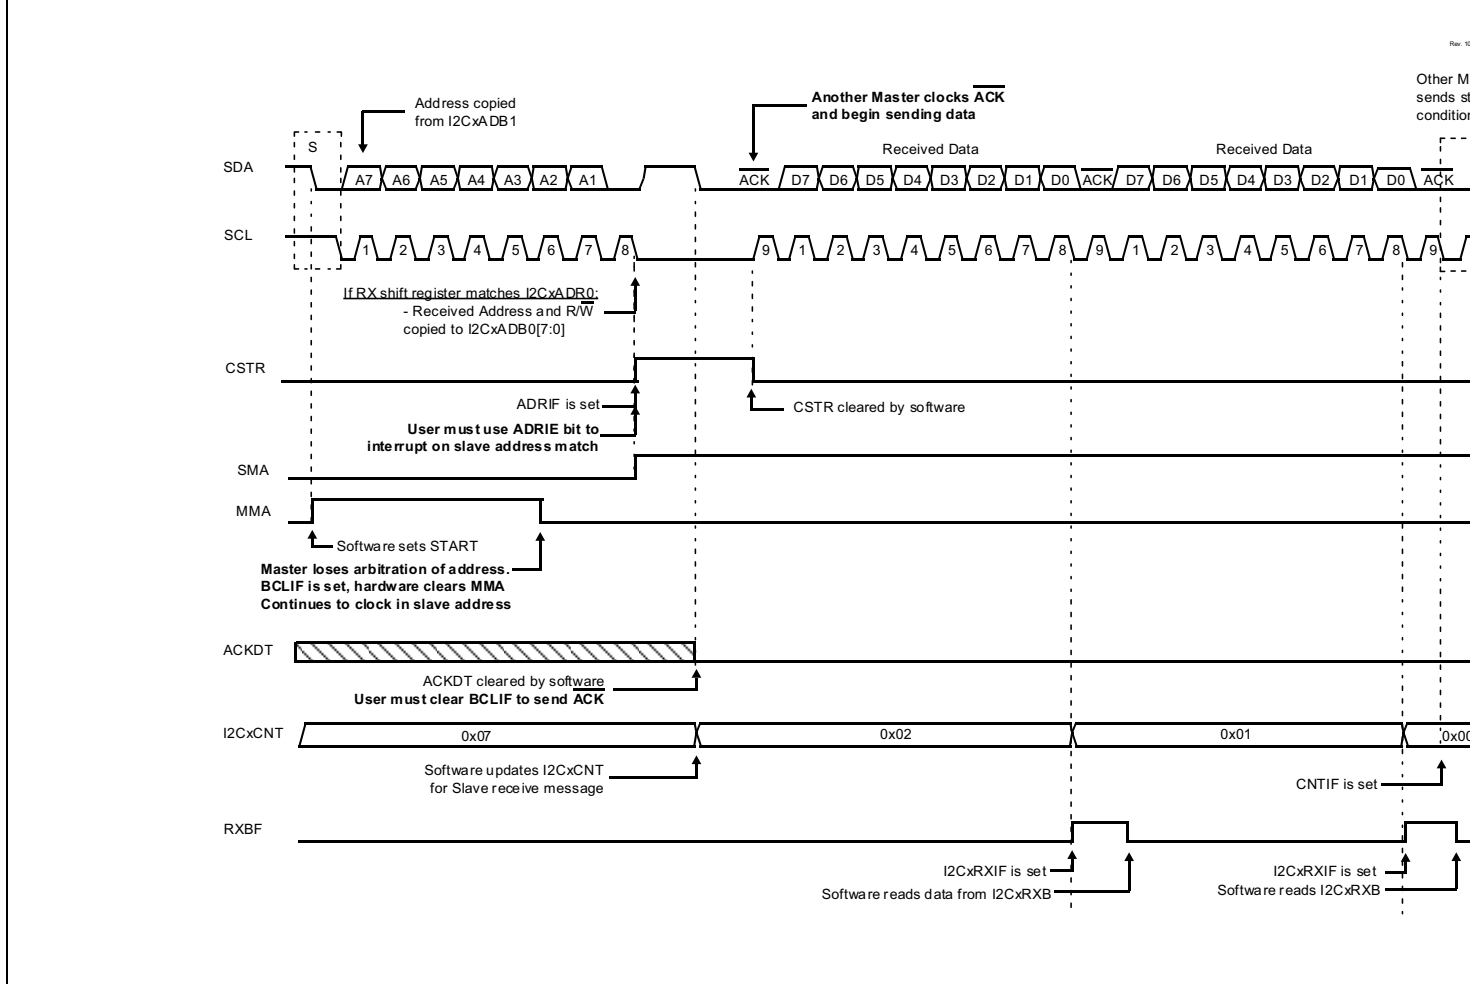 Rev. 10
Other M
sends st
condition
Address copied
from I2CxADB1
Another Master clocks ACK
and begin sending data
S
Received Data
Received Data
SDA
A7 A6 A5 A4 A3 A2 A1 ACK D7 D6 D5 D4 D3 D2 D1 D0 ACK D7 D6 D5 D4 D3 D2 D1 D0 ACK
SCL
1 2 3 4 5 6 7 8 9 1 2 3 4 5 6 7 8 9 1 2 3 4 5 6 7 8 9
If RX shift register matches I2CxADR0:
- Received Address and R/W
copied to I2CxADB0[7:0]
CSTR
ADRIF is set
CSTR cleared by software
User must use ADRIE bit to
interrupt on slave address match
SMA
MMA
Software sets START
Master loses arbitration of address.
BCLIF is set, hardware clears MMA
Continues to clock in slave address
ACKDT
ACKDT cleared by software
User must clear BCLIF to send ACK
I2CxCNT
0x07 0x02 0x01 0x00
Software updates I2CxCNT
for Slave receive message
CNTIF is set
RXBF
I2CxRXIF is set
Software reads data from I2CxRXB
I2CxRXIF is set
Software reads I2CxRXB